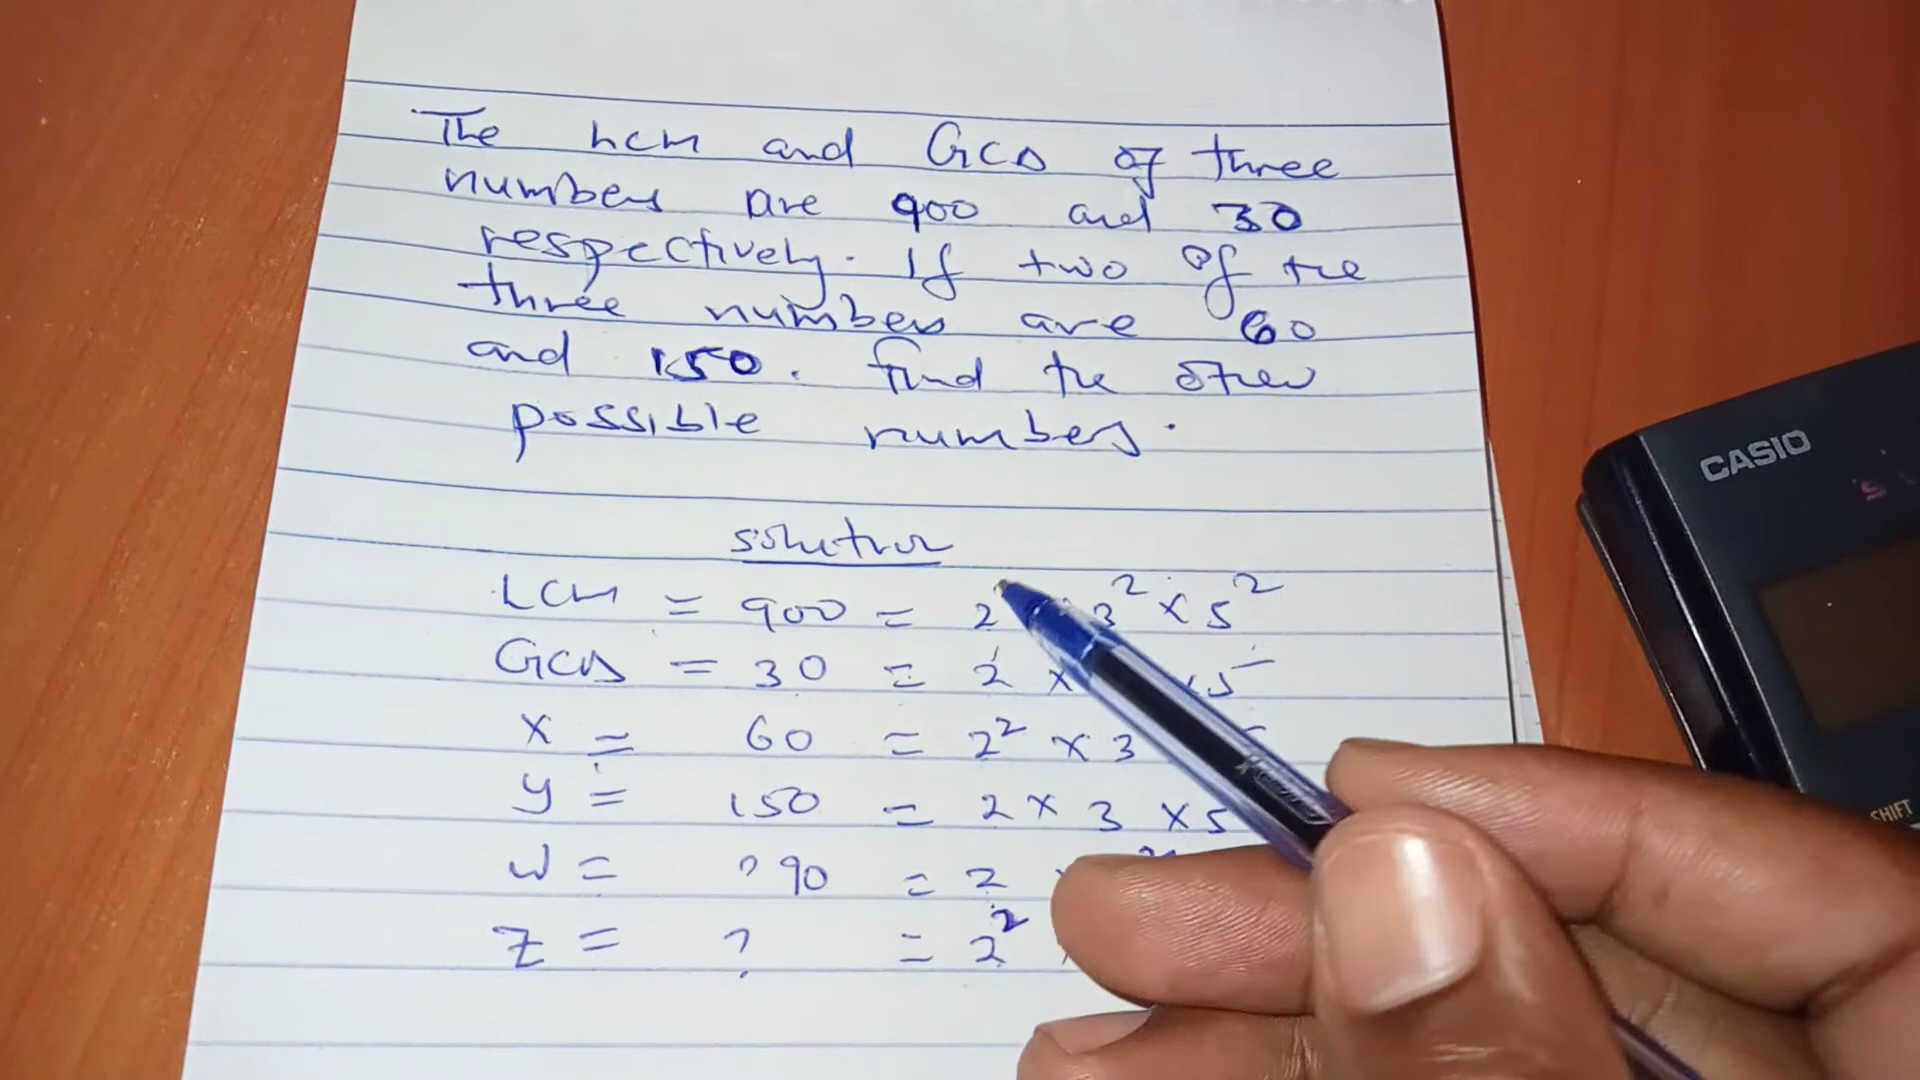 The LCM and GCD of three
numbers are 900 and 30
respectively. If two of the
three numbers are 60
and 150. find the other
possible numbers.
solution
LCM = 900 = 2 3² × 5²
GCD = 30 = 2 × × 5
x = 60 = 2² × 3
y = 150 = 2 × 3 × 5
W = ? 90 = 2
Z = ? = 2²
CASIO
SHIFT